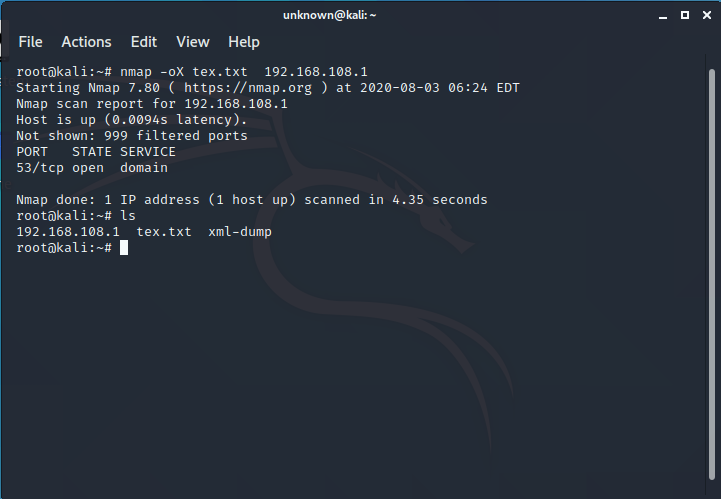 unknown@kali: ~
File Actions Edit View Help
root@kali:~# nmap -oX tex.txt  192.168.108.1
Starting Nmap 7.80 ( https://nmap.org ) at 2020-08-03 06:24 EDT
Nmap scan report for 192.168.108.1
Host is up (0.0094s latency).
Not shown: 999 filtered ports
PORT   STATE SERVICE
53/tcp open  domain
Nmap done: 1 IP address (1 host up) scanned in 4.35 seconds
root@kali:~# ls
192.168.108.1  tex.txt  xml-dump
root@kali:~#